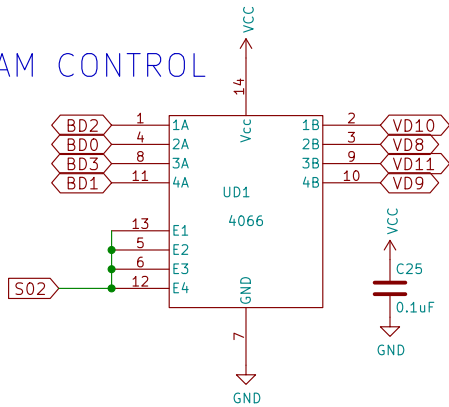 VCC
AM CONTROL
14
Vcc
BD2 1 1A 1B 2 VD10
BD0 4 2A 2B 3 VD8
BD3 8 3A 3B 9 VD11
BD1 11 4A 4B 10 VD9
UD1
4066
VCC
13 E1
5 E2
6 E3
S02 12 E4
C25
0.1uF
GND
7
GND
GND